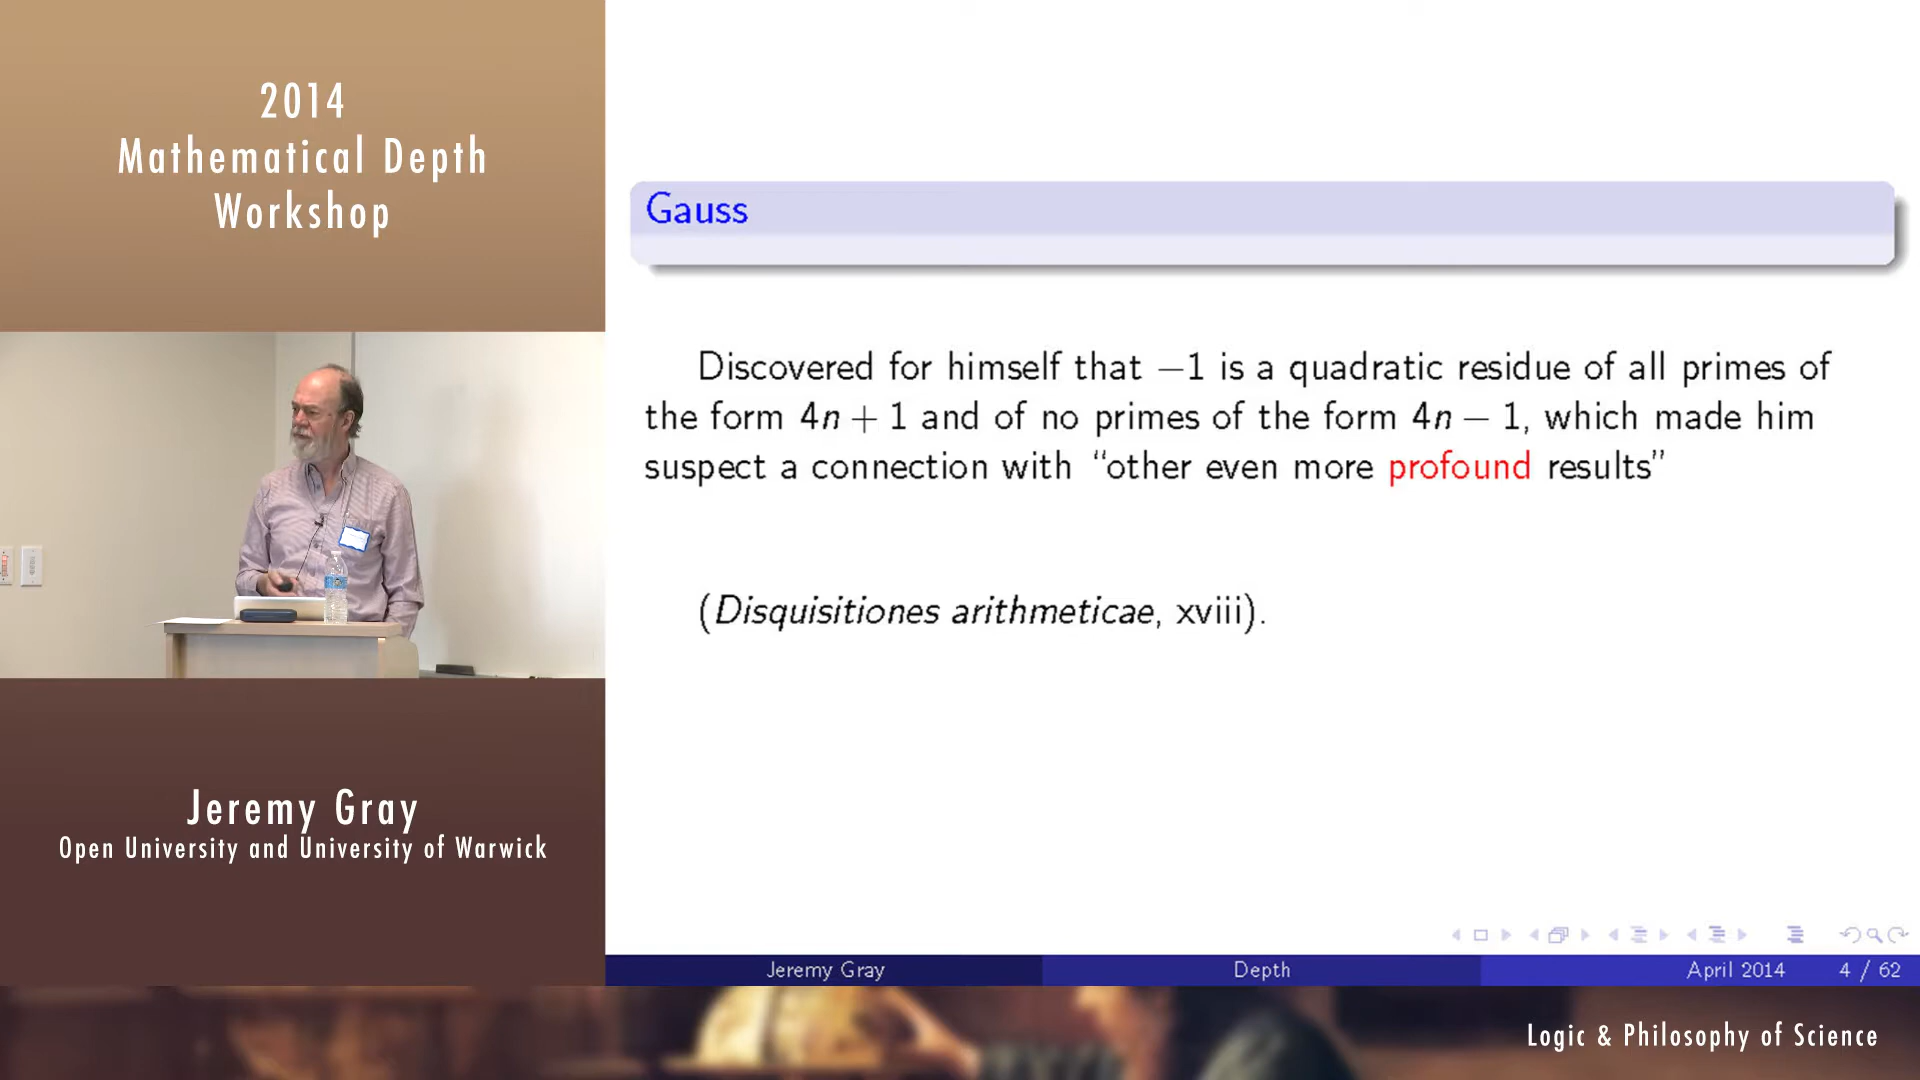 2014
Mathematical Depth
Workshop
Jeremy Gray
Open University and University of Warwick
Gauss
Discovered for himself that −1 is a quadratic residue of all primes of
the form 4n + 1 and of no primes of the form 4n − 1, which made him
suspect a connection with “other even more profound results”
(Disquisitiones arithmeticae, xviii).
Jeremy Gray Depth April 2014 4 / 62
Logic & Philosophy of Science